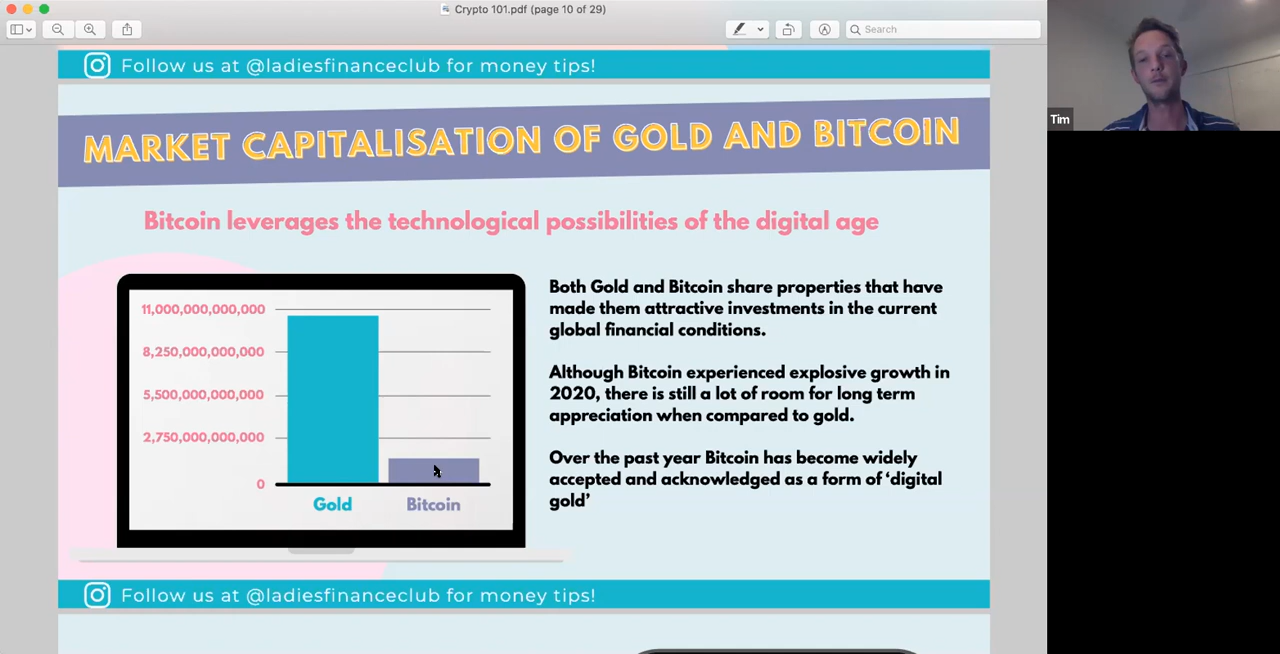 Crypto 101.pdf (page 10 of 29)
Search
Tim
Follow us at @ladiesfinanceclub for money tips!
MARKET CAPITALISATION OF GOLD AND BITCOIN
Bitcoin leverages the technological possibilities of the digital age
11,000,000,000,000
8,250,000,000,000
5,500,000,000,000
2,750,000,000,000
0
Gold
Bitcoin
Both Gold and Bitcoin share properties that have
made them attractive investments in the current
global financial conditions.
Although Bitcoin experienced explosive growth in
2020, there is still a lot of room for long term
appreciation when compared to gold.
Over the past year Bitcoin has become widely
accepted and acknowledged as a form of ‘digital
gold’
Follow us at @ladiesfinanceclub for money tips!